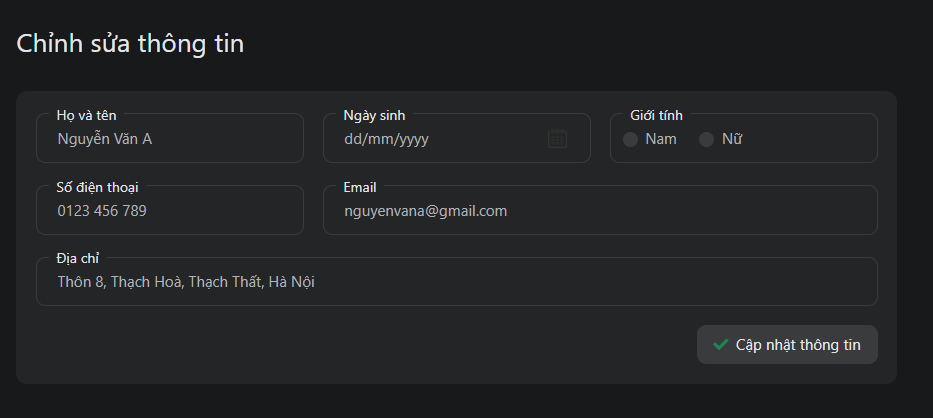 Chỉnh sửa thông tin
Họ và tên
Nguyễn Văn A
Ngày sinh
dd/mm/yyyy
Giới tính
Nam
Nữ
Số điện thoại
0123 456 789
Email
nguyenvana@gmail.com
Địa chỉ
Thôn 8, Thạch Hoà, Thạch Thất, Hà Nội
Cập nhật thông tin